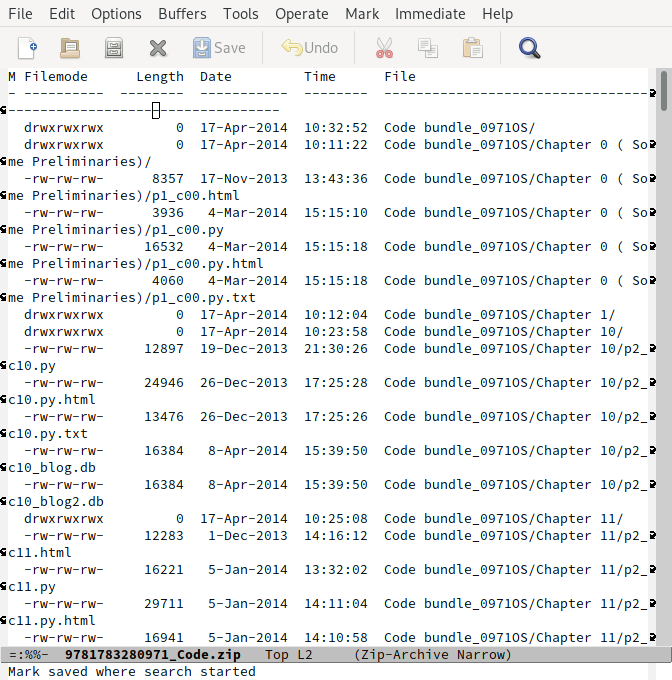 File Edit Options Buffers Tools Operate Mark Immediate Help
Save Undo
M Filemode      Length  Date         Time      File
- ----------  --------  -----------  --------  ---------------------------------
----------------------------------
  drwxrwxrwx         0  17-Apr-2014  10:32:52  Code bundle_0971OS/
  drwxrwxrwx         0  17-Apr-2014  10:11:22  Code bundle_0971OS/Chapter 0 ( So
me Preliminaries)/
  -rw-rw-rw-      8357  17-Nov-2013  13:43:36  Code bundle_0971OS/Chapter 0 ( So
me Preliminaries)/p1_c00.html
  -rw-rw-rw-      3936   4-Mar-2014  15:15:10  Code bundle_0971OS/Chapter 0 ( So
me Preliminaries)/p1_c00.py
  -rw-rw-rw-     16532   4-Mar-2014  15:15:18  Code bundle_0971OS/Chapter 0 ( So
me Preliminaries)/p1_c00.py.html
  -rw-rw-rw-      4060   4-Mar-2014  15:15:18  Code bundle_0971OS/Chapter 0 ( So
me Preliminaries)/p1_c00.py.txt
  drwxrwxrwx         0  17-Apr-2014  10:12:04  Code bundle_0971OS/Chapter 1/
  drwxrwxrwx         0  17-Apr-2014  10:23:58  Code bundle_0971OS/Chapter 10/
  -rw-rw-rw-     12897  19-Dec-2013  21:30:26  Code bundle_0971OS/Chapter 10/p2_
c10.py
  -rw-rw-rw-     24946  26-Dec-2013  17:25:28  Code bundle_0971OS/Chapter 10/p2_
c10.py.html
  -rw-rw-rw-     13476  26-Dec-2013  17:25:26  Code bundle_0971OS/Chapter 10/p2_
c10.py.txt
  -rw-rw-rw-     16384   8-Apr-2014  15:39:50  Code bundle_0971OS/Chapter 10/p2_
c10_blog.db
  -rw-rw-rw-     16384   8-Apr-2014  15:39:50  Code bundle_0971OS/Chapter 10/p2_
c10_blog2.db
  drwxrwxrwx         0  17-Apr-2014  10:25:08  Code bundle_0971OS/Chapter 11/
  -rw-rw-rw-     12283   1-Dec-2013  14:16:12  Code bundle_0971OS/Chapter 11/p2_
c11.html
  -rw-rw-rw-     16221   5-Jan-2014  13:32:02  Code bundle_0971OS/Chapter 11/p2_
c11.py
  -rw-rw-rw-     29711   5-Jan-2014  14:11:04  Code bundle_0971OS/Chapter 11/p2_
c11.py.html
  -rw-rw-rw-     16941   5-Jan-2014  14:10:58  Code bundle_0971OS/Chapter 11/p2_
=:%%-  9781783280971_Code.zip   Top L2     (Zip-Archive Narrow)
Mark saved where search started